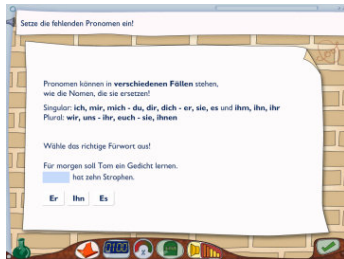 Setze die fehlenden Pronomen ein!
Pronomen können in verschiedenen Fällen stehen,
wie die Nomen, die sie ersetzen!
Singular: ich, mir, mich - du, dir, dich - er, sie, es und ihm, ihn, ihr
Plural: wir, uns - ihr, euch - sie, ihnen
Wähle das richtige Fürwort aus!
Für morgen soll Tom ein Gedicht lernen.
hat zehn Strophen.
Er Ihn Es
01:00